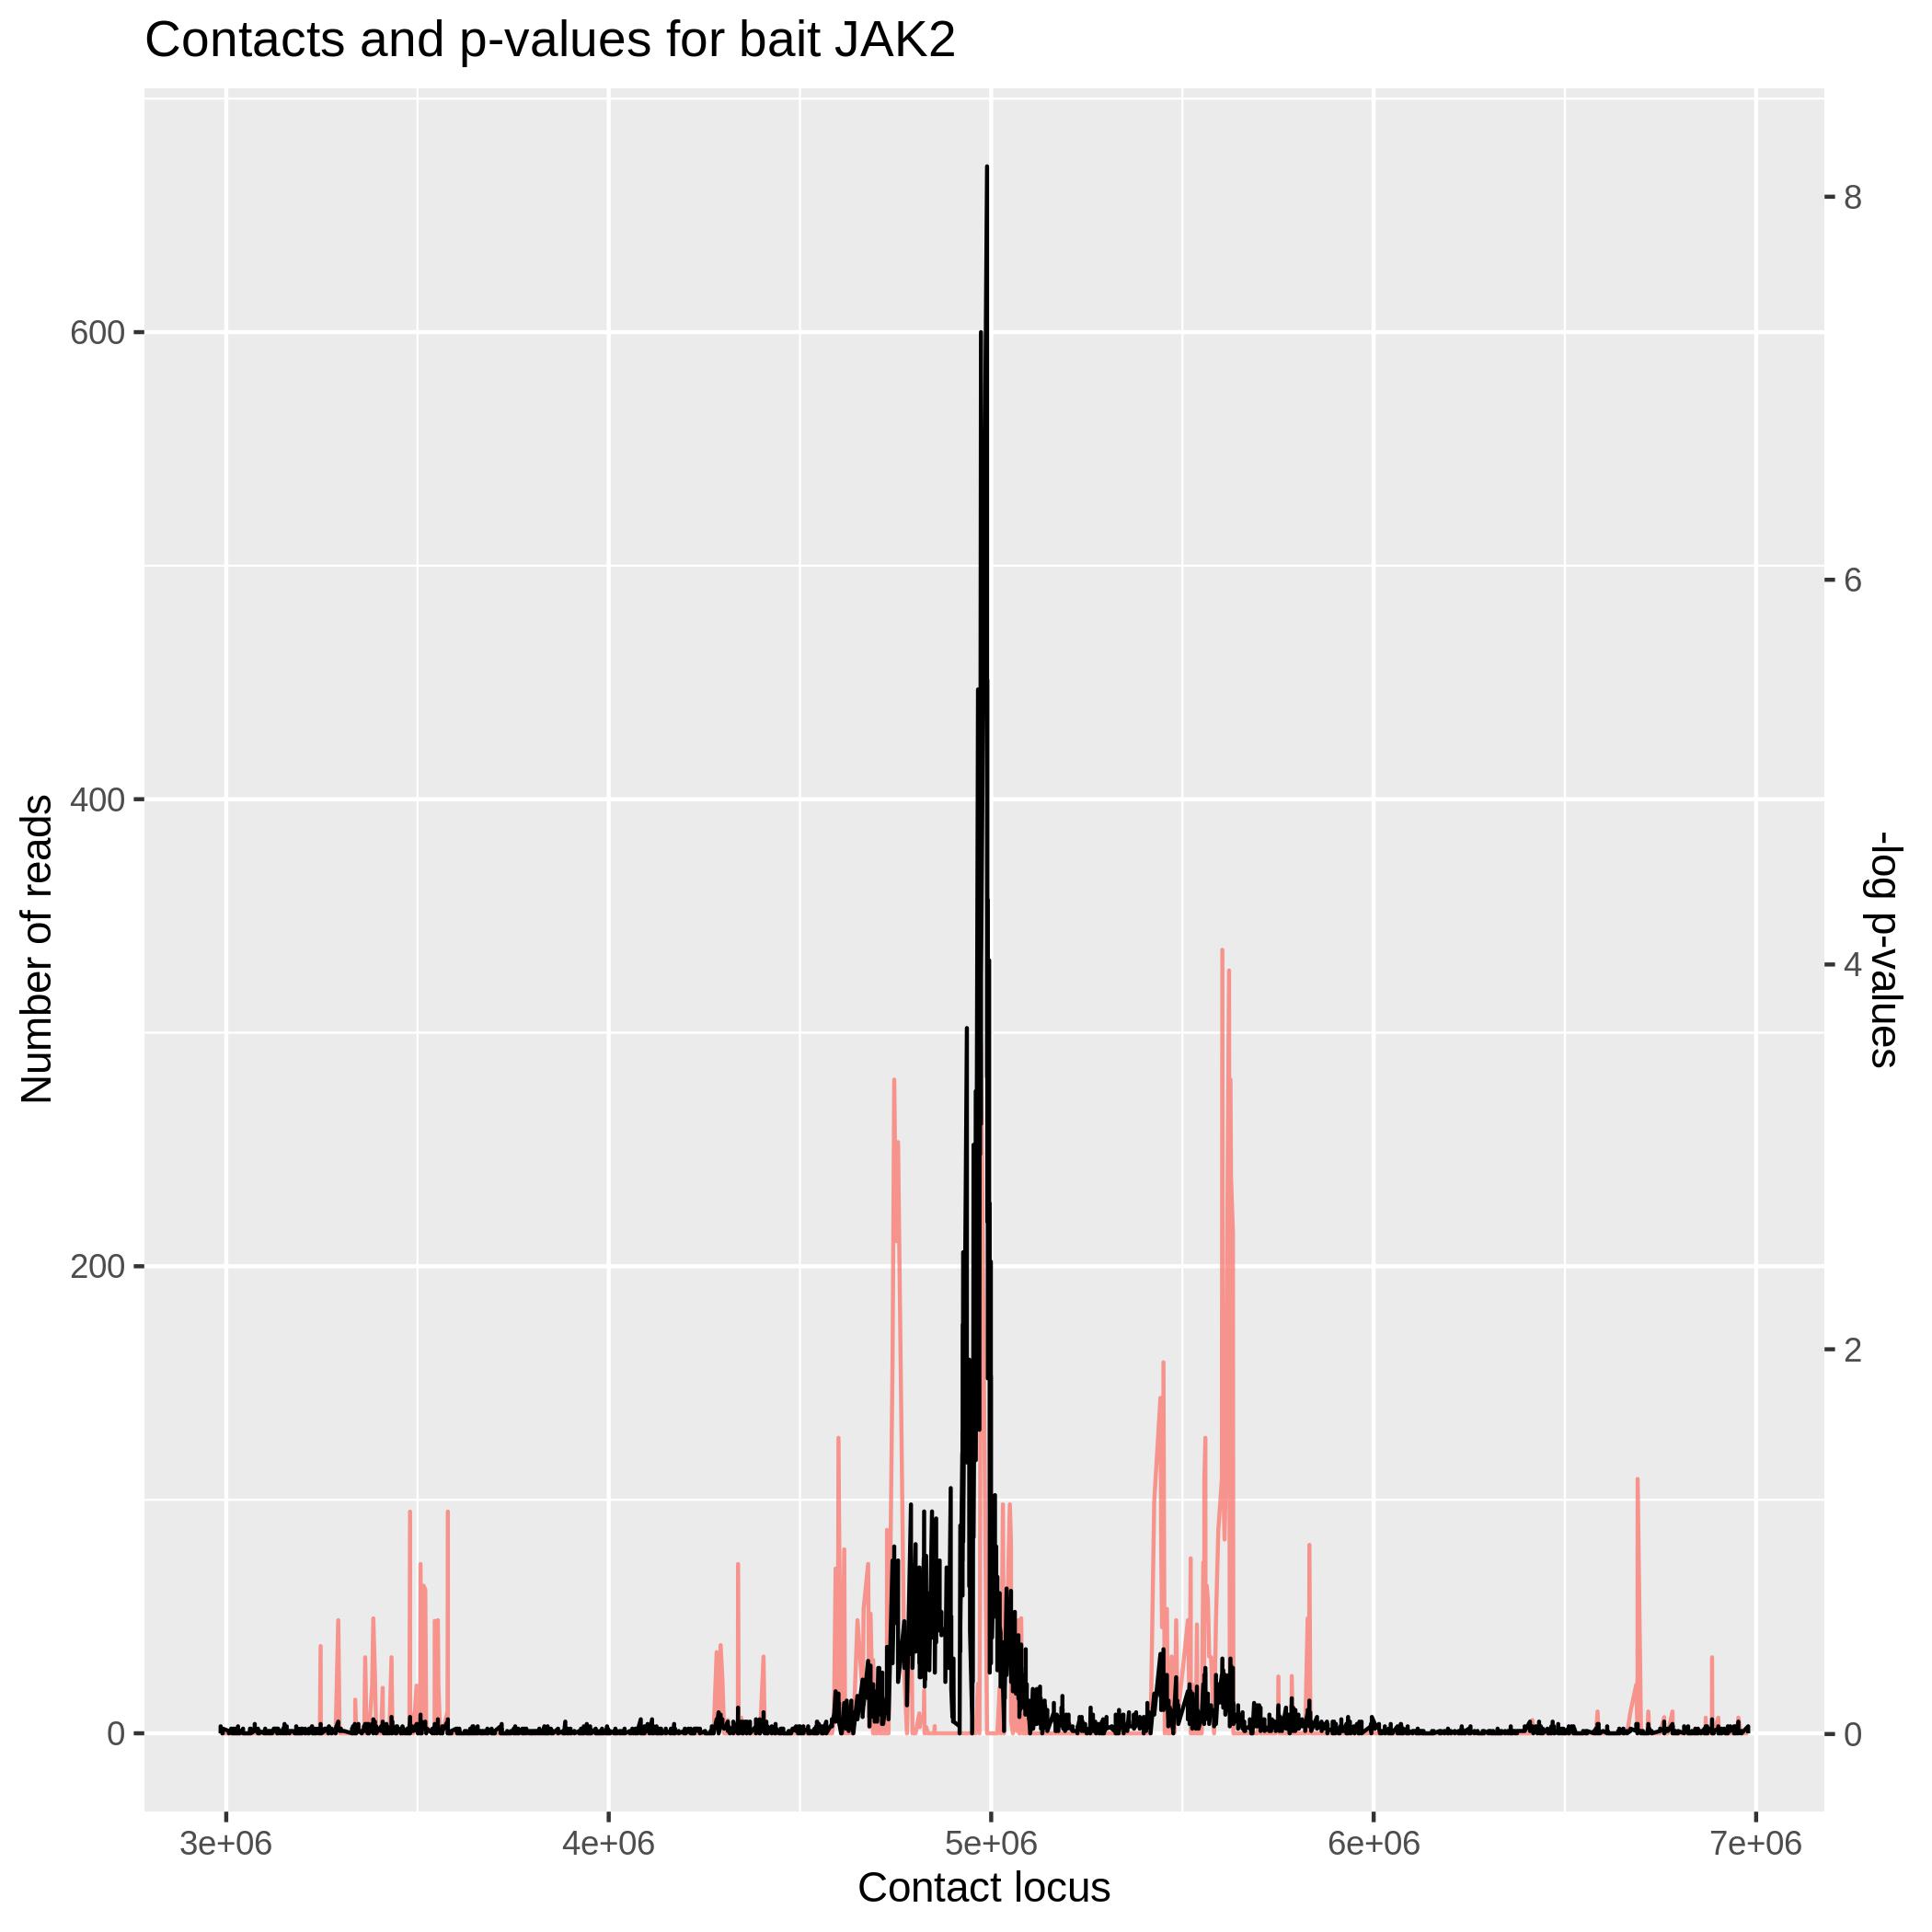 Contacts and p-values for bait JAK2
Number of reads
600
400
200
0
8
6
4
2
0
-log p-values
3e+06 4e+06 5e+06 6e+06 7e+06
Contact locus